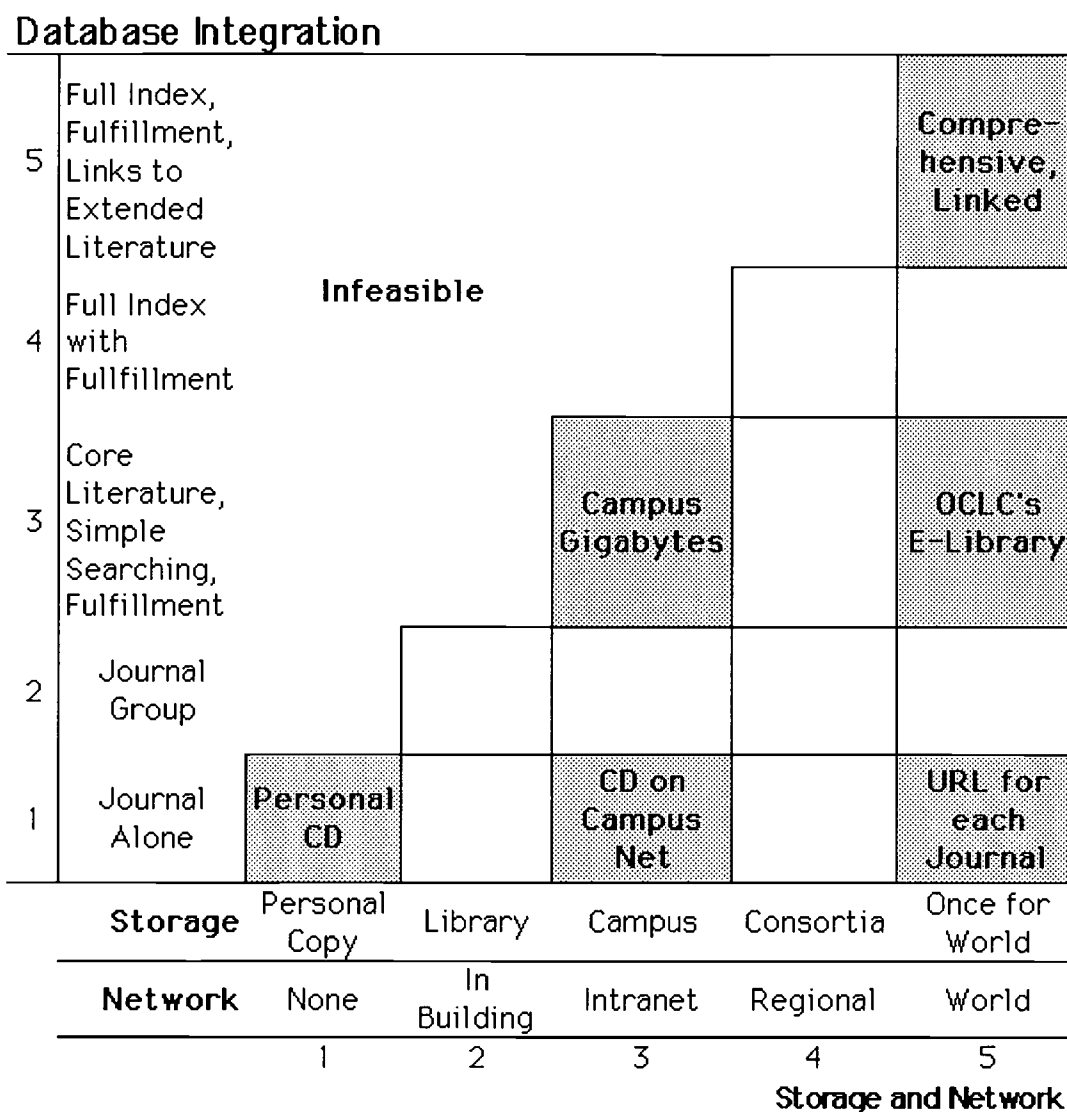 Database Integration
5
Full Index,
Fulfillment,
Links to
Extended
Literature
Compre-
hensive,
Linked
Infeasible
4
Full Index
with
Fullfillment
3
Core
Literature,
Simple
Searching,
Fulfillment
Campus
Gigabytes
OCLC's
E-Library
2
Journal
Group
1
Journal
Alone
Personal
CD
CD on
Campus
Net
URL for
each
Journal
Storage
Personal
Copy
Library
Campus
Consortia
Once for
World
Network
None
In
Building
Intranet
Regional
World
1
2
3
4
5
Storage and Network